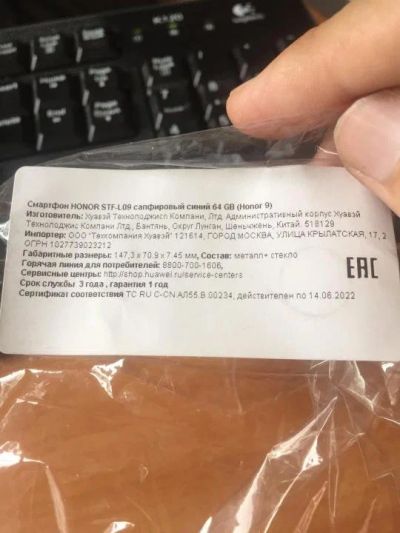 Logitech
Смартфон HONOR STF-L09 сапфировый синий 64 GB (Honor 9)
Изготовитель: Хуавэй Технолоджисс Компани, Лтд. Административный корпус Хуавэй
Технолоджис Компани Лтд., Бантянь, Округ Лунган, Шеньчжень, Китай. 518129
Импортер: ООО "Техкомпания Хуавэй" 121614, ГОРОД МОСКВА, УЛИЦА КРЫЛАТСКАЯ, 17, 2
ОГРН 1027739023212
Габаритные размеры: 147,3 x 70.9 x 7.45 мм, Состав: металл+ стекло
Горячая линия для потребителей: 8800-700-1606,
Сервисные центры: http://shop.huawei.ru/service-centers
Срок службы 3 года , гарантия 1 год
Сертификат соответствия ТС RU C-CN.АЛ55.В.00234, действителен по 14.06.2022
EAC